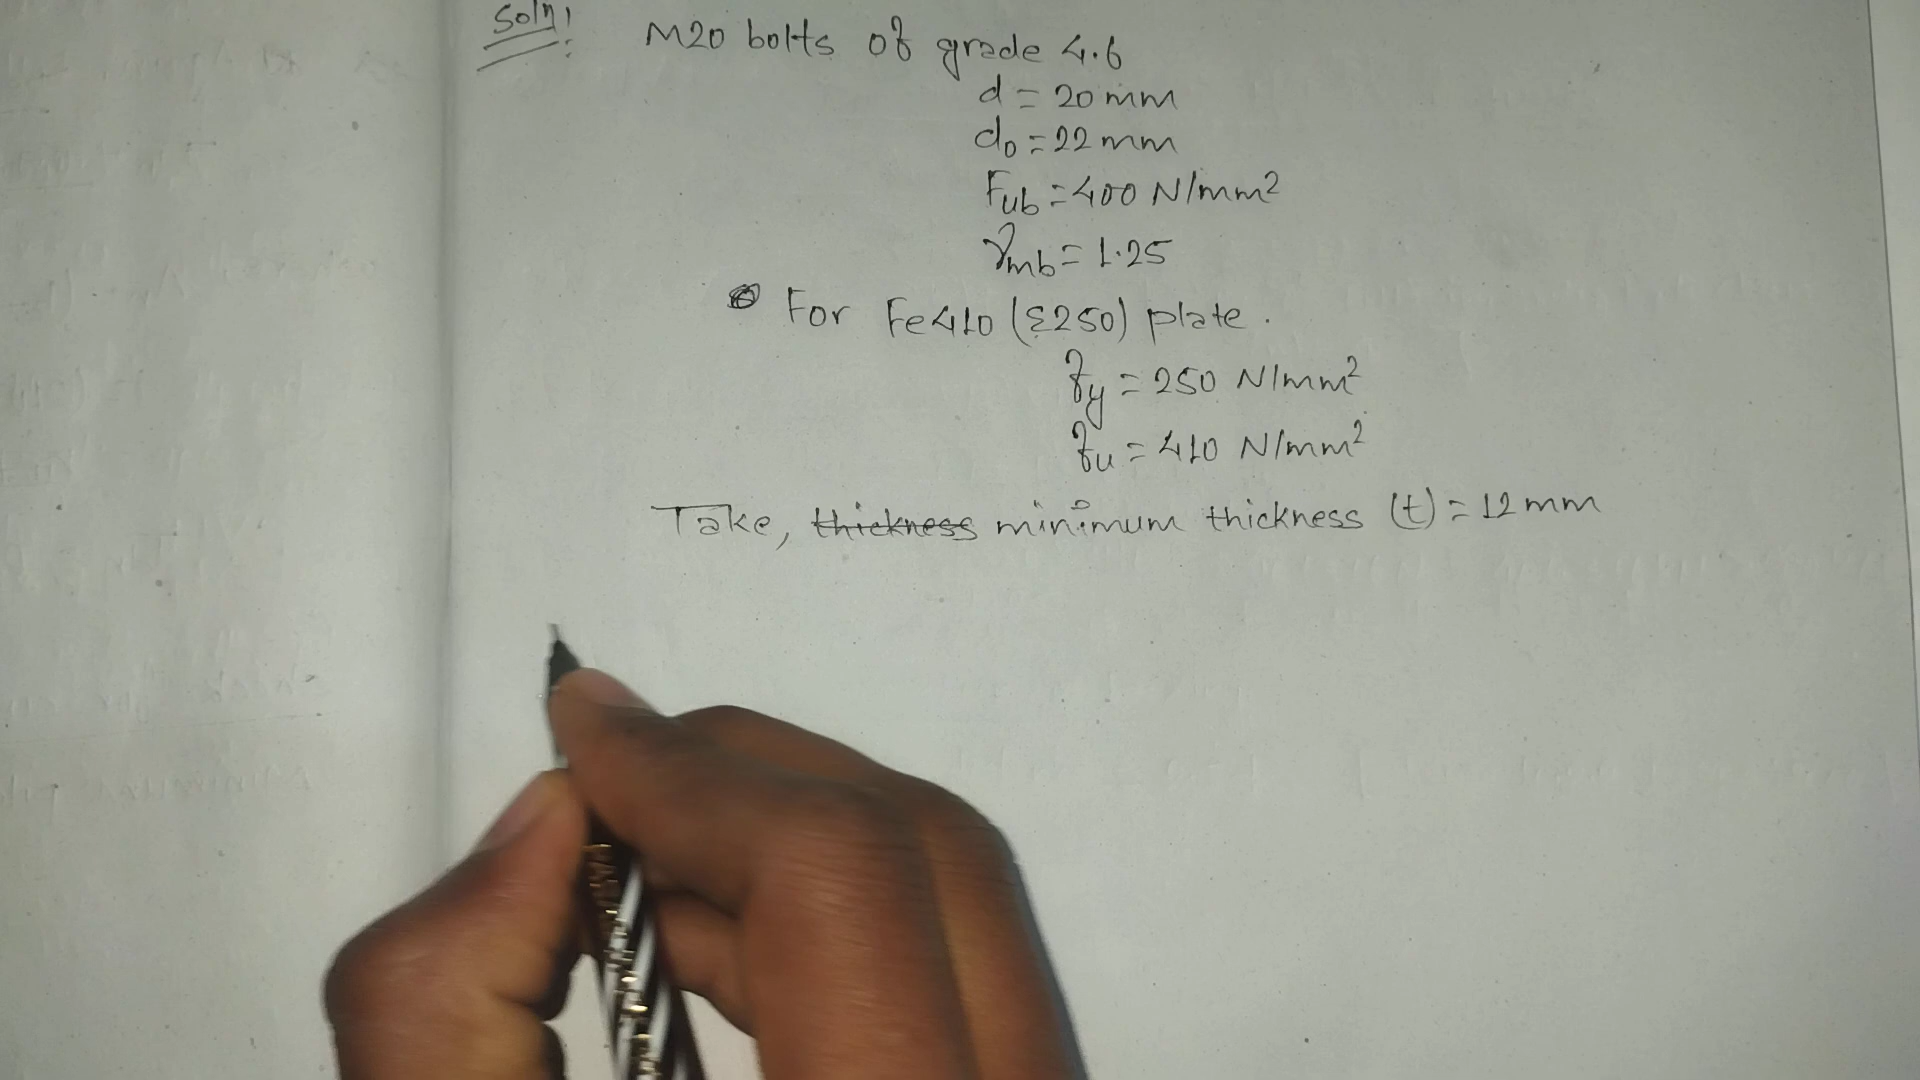 Soln:
M20 bolts of grade 4.6
d = 20 mm
d0 = 22 mm
Fub = 400 N/mm²
γmb = 1.25
For Fe410 (E250) plate.
fy = 250 N/mm²
fu = 410 N/mm²
Take, thickness minimum thickness (t) = 12 mm